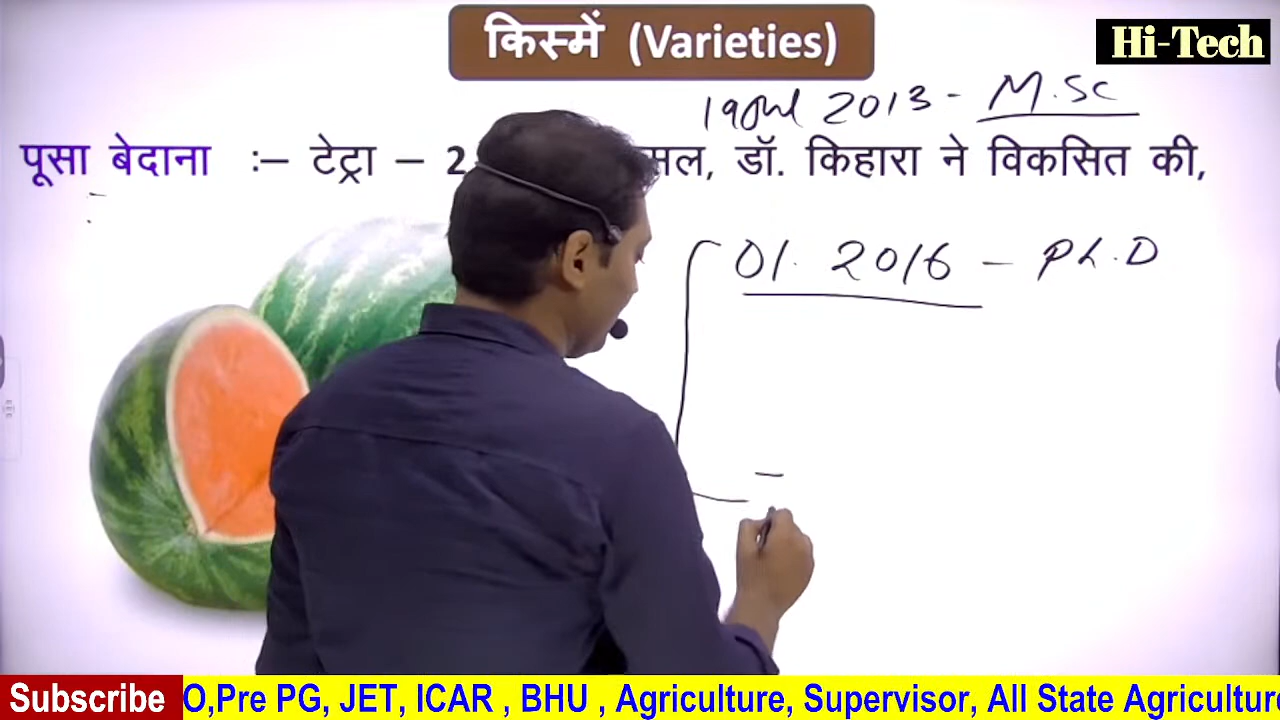 किस्में (Varieties)
Hi-Tech
2013 - M.Sc
पूसा बेदाना :– टेट्रा – 2 सल, डॉ. किहारा ने विकसित की,
01. 2016 – Ph.D
Subscribe O,Pre PG, JET, ICAR , BHU , Agriculture, Supervisor, All State Agricultur